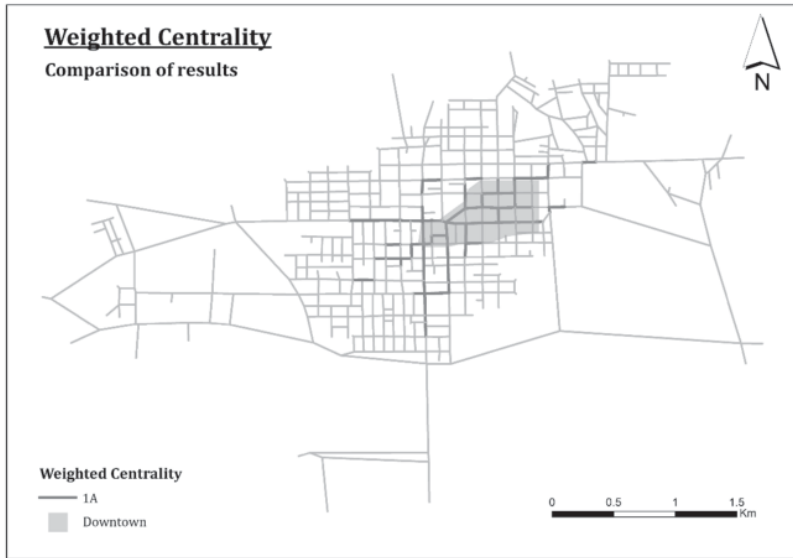 Weighted Centrality
Comparison of results
N
Weighted Centrality
1A
Downtown
0 0.5 1 1.5
Km